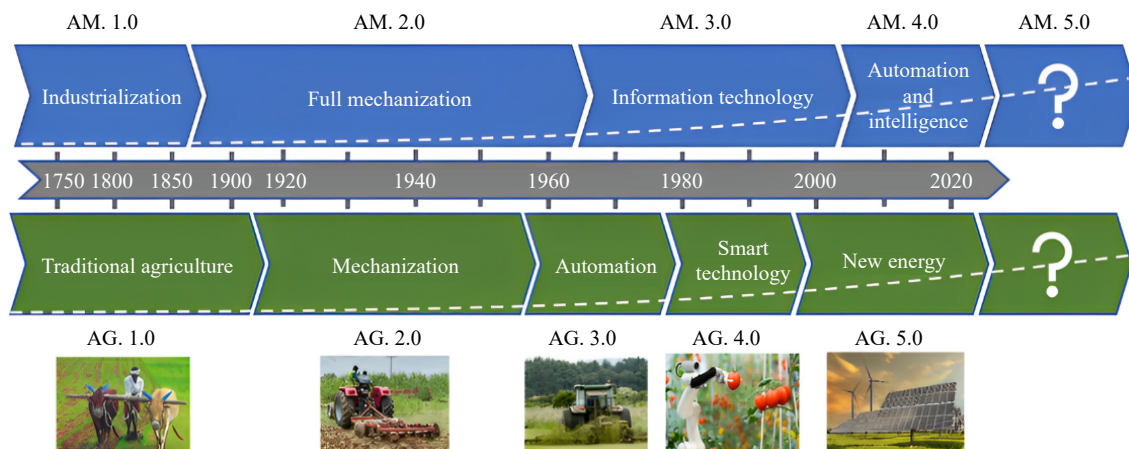 AM. 1.0 AM. 2.0 AM. 3.0 AM. 4.0 AM. 5.0
Industrialization
Full mechanization
Information technology
Automation
and
intelligence
?
1750 1800 1850 1900 1920 1940 1960 1980 2000 2020
Traditional agriculture
Mechanization
Automation
Smart
technology
New energy
?
AG. 1.0 AG. 2.0 AG. 3.0 AG. 4.0 AG. 5.0